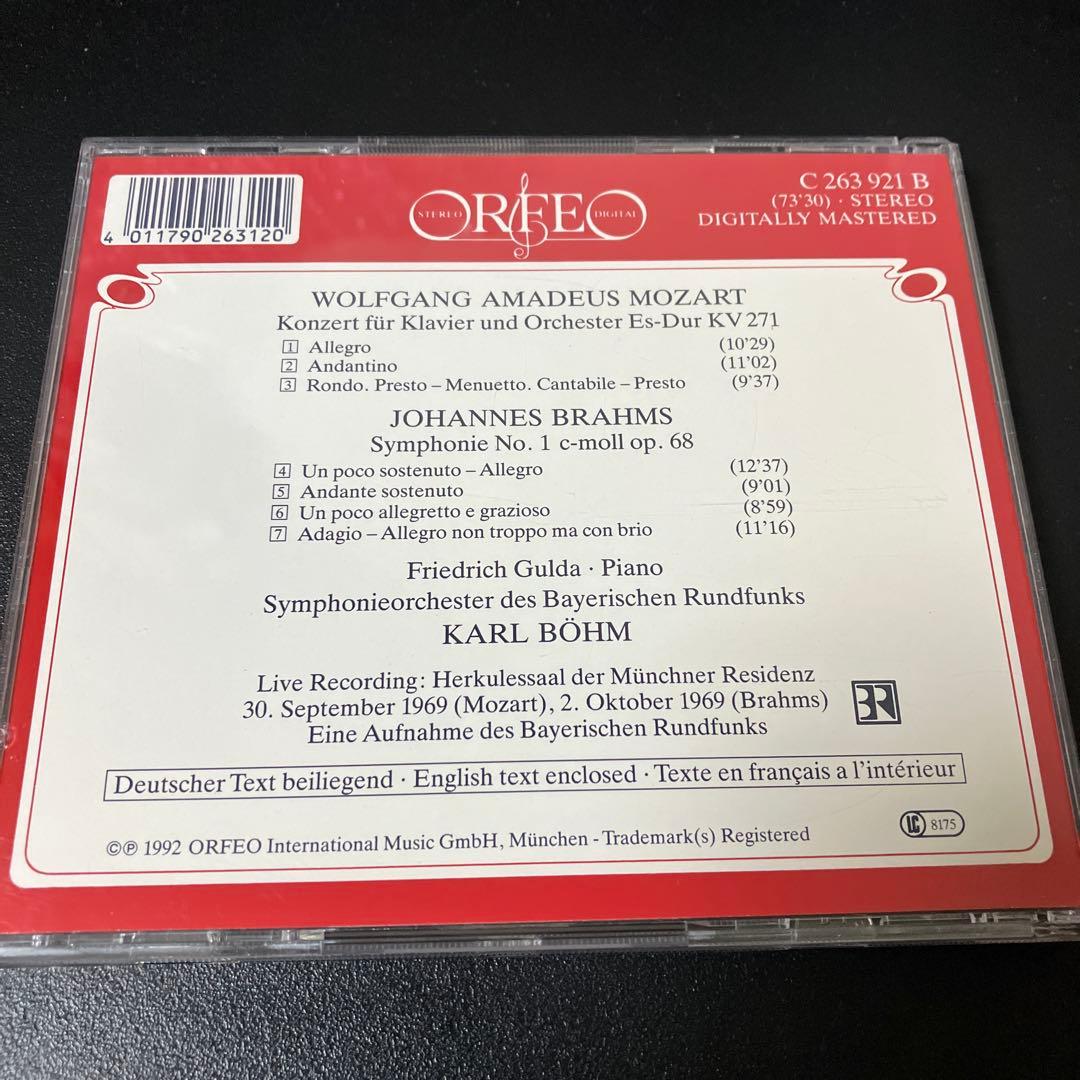 4 011790 263120
STEREO ORFEO DIGITAL
C 263 921 B
(73'30) · STEREO
DIGITALLY MASTERED
WOLFGANG AMADEUS MOZART
Konzert für Klavier und Orchester Es-Dur KV 271
1 Allegro (10'29)
2 Andantino (11'02)
3 Rondo. Presto – Menuetto. Cantabile – Presto (9'37)
JOHANNES BRAHMS
Symphonie No. 1 c-moll op. 68
4 Un poco sostenuto – Allegro (12'37)
5 Andante sostenuto (9'01)
6 Un poco allegretto e grazioso (8'59)
7 Adagio – Allegro non troppo ma con brio (11'16)
Friedrich Gulda · Piano
Symphonieorchester des Bayerischen Rundfunks
KARL BÖHM
Live Recording: Herkulessaal der Münchner Residenz
30. September 1969 (Mozart), 2. Oktober 1969 (Brahms)
Eine Aufnahme des Bayerischen Rundfunks
BR
Deutscher Text beiliegend · English text enclosed · Texte en français a l'intérieur
©℗ 1992 ORFEO International Music GmbH, München - Trademark(s) Registered
LC 8175